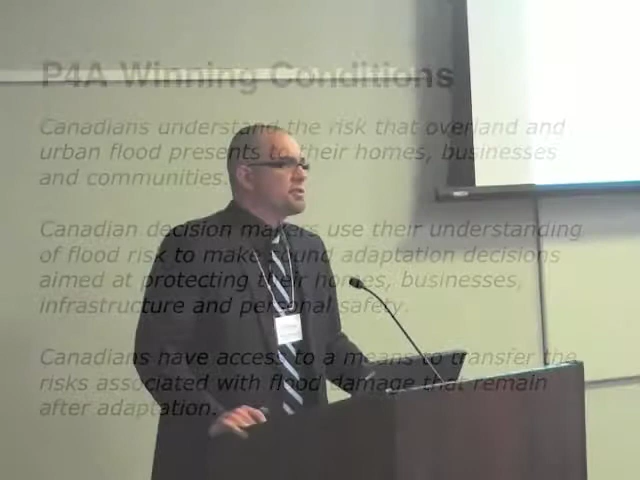 P4A Winning Conditions
Canadians understand the risk that overland and
urban flood presents to their homes, businesses
and communities.
Canadian decision makers use their understanding
of flood risk to make sound adaptation decisions
aimed at protecting their homes, businesses,
infrastructure and personal safety.
Canadians have access to a means to transfer the
risks associated with flood damage that remain
after adaptation.